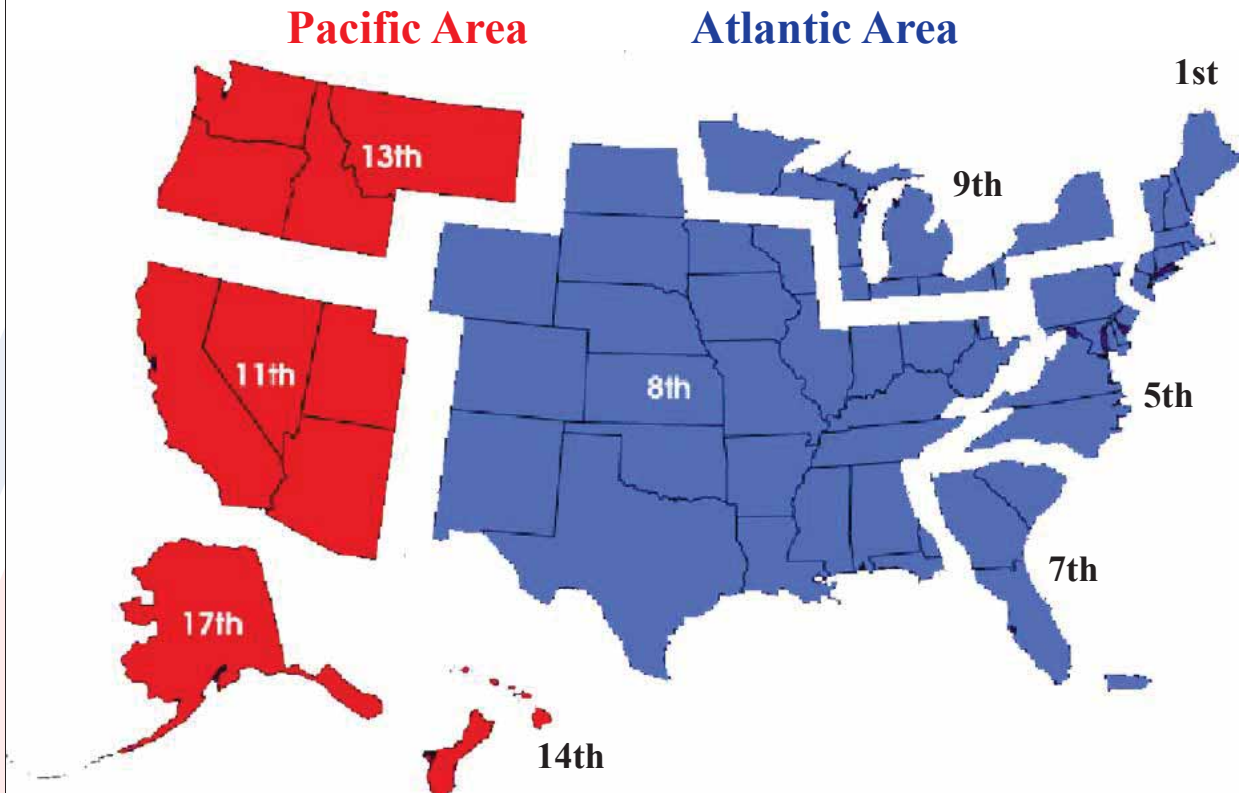 Pacific Area
Atlantic Area
1st
13th
9th
11th
8th
5th
7th
17th
14th